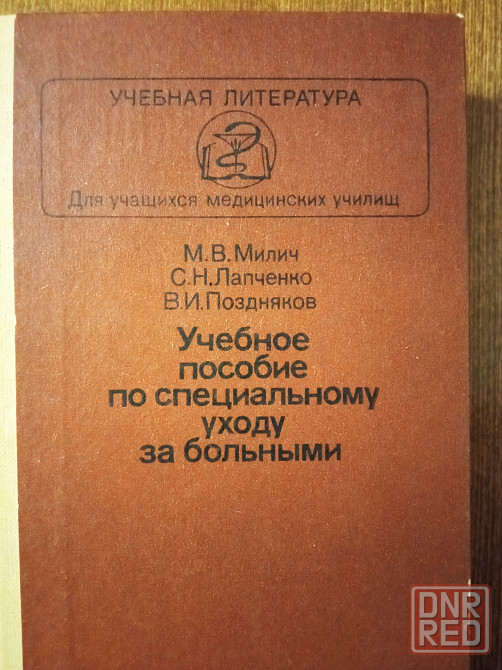 УЧЕБНАЯ ЛИТЕРАТУРА
Для учащихся медицинских училищ
М.В.Милич
С.Н.Лапченко
В.И.Поздняков
Учебное
пособие
по специальному
уходу
за больными
DNR
RED